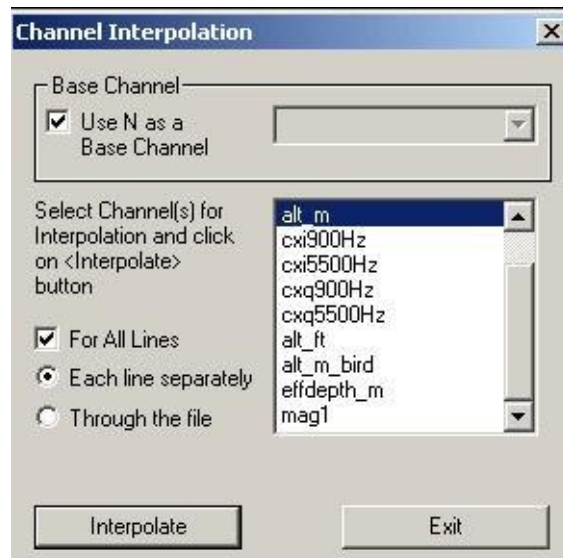 Channel Interpolation
Base Channel
Use N as a
Base Channel
Select Channel(s) for
Interpolation and click
on <Interpolate>
button
For All Lines
Each line separately
Through the file
alt_m
cxi900Hz
cxi5500Hz
cxq900Hz
cxq5500Hz
alt_ft
alt_m_bird
effdepth_m
mag1
Interpolate
Exit